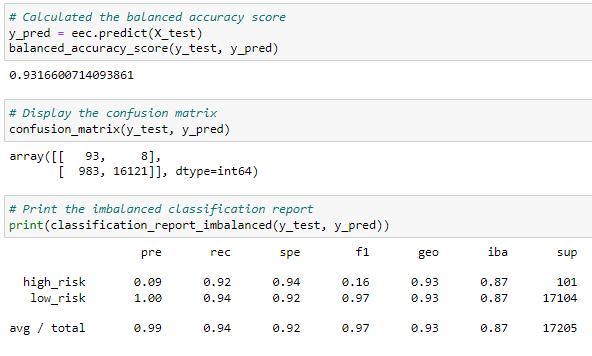 # Calculated the balanced accuracy score
y_pred = eec.predict(X_test)
balanced_accuracy_score(y_test, y_pred)
0.9316600714093861
# Display the confusion matrix
confusion_matrix(y_test, y_pred)
array([[   93,     8],
       [  983, 16121]], dtype=int64)
# Print the imbalanced classification report
print(classification_report_imbalanced(y_test, y_pred))
                   pre       rec       spe        f1       geo       iba       sup
  high_risk       0.09      0.92      0.94      0.16      0.93      0.87       101
   low_risk       1.00      0.94      0.92      0.97      0.93      0.87     17104
avg / total       0.99      0.94      0.92      0.97      0.93      0.87     17205